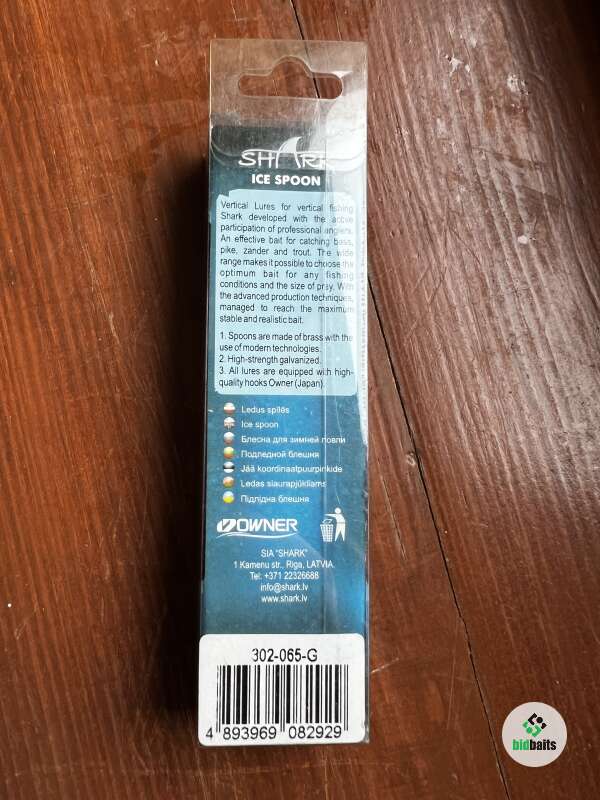 SHARK
ICE SPOON
Vertical Lures for vertical fishing
Shark developed with the active
participation of professional anglers.
An effective bait for catching bass,
pike, zander and trout. The wide
range makes it possible to choose the
optimum bait for any fishing
conditions and the size of pray. With
the advanced production techniques,
managed to reach the maximum
stable and realistic bait.
1. Spoons are made of brass with the
use of modern technologies.
2. High-strength galvanized.
3. All lures are equipped with high-
quality hooks Owner (Japan).
Ledus spīlēs
Ice spoon
Блесна для зимней ловли
Подледной блешня
Jää koordinaatpuurpinkide
Ledas siaurapjūkliams
Підлідна блешня
OWNER
SIA "SHARK"
1 Kamenu str., Riga, LATVIA.
Tel: +371 22326688
info@shark.lv
www.shark.lv
302-065-G
4 893969 082929
bidbaits